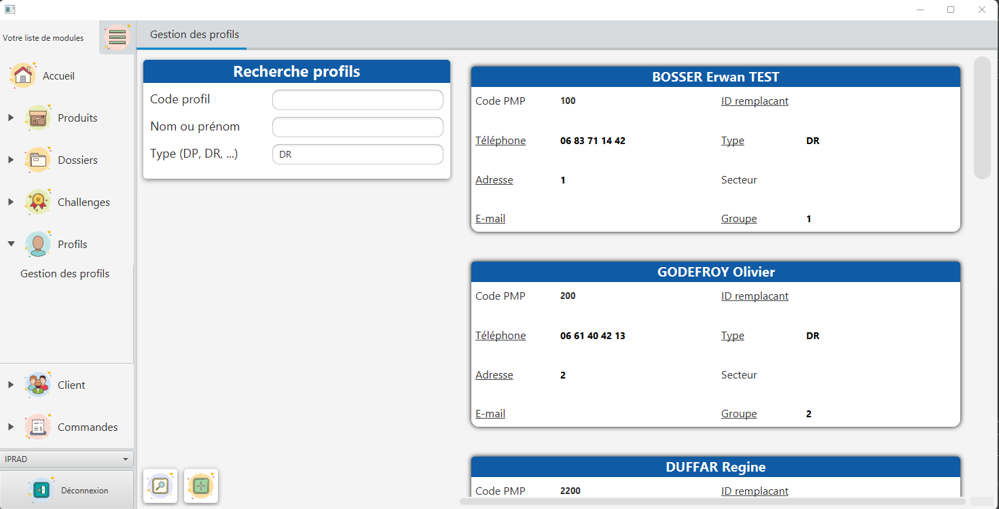 Votre liste de modules
Accueil
Produits
Dossiers
Challenges
Profils
Gestion des profils
Client
Commandes
IPRAD
Déconnexion
Gestion des profils
Recherche profils
Code profil
Nom ou prénom
Type (DP, DR, ...) DR
BOSSER Erwan TEST
Code PMP 100 ID remplacant
Téléphone 06 83 71 14 42 Type DR
Adresse 1 Secteur
E-mail Groupe 1
GODEFROY Olivier
Code PMP 200 ID remplacant
Téléphone 06 61 40 42 13 Type DR
Adresse 2 Secteur
E-mail Groupe 2
DUFFAR Regine
Code PMP 2200 ID remplacant